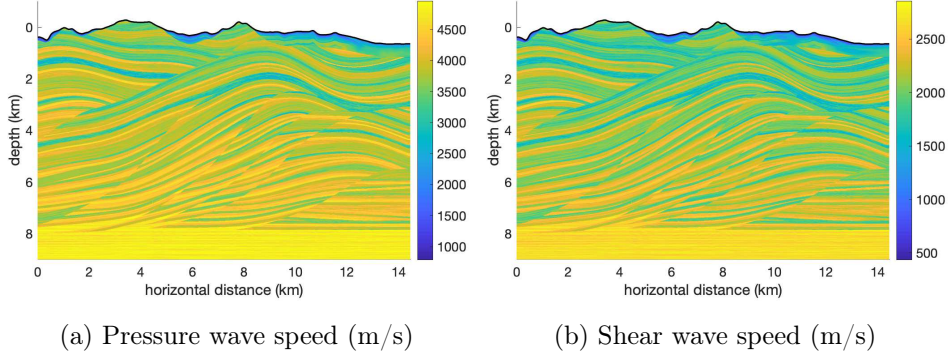 0
2
4
6
8
depth (km)
0 2 4 6 8 10 12 14
horizontal distance (km)
4500
4000
3500
3000
2500
2000
1500
1000
(a) Pressure wave speed (m/s)
0
2
4
6
8
depth (km)
0 2 4 6 8 10 12 14
horizontal distance (km)
2500
2000
1500
1000
500
(b) Shear wave speed (m/s)